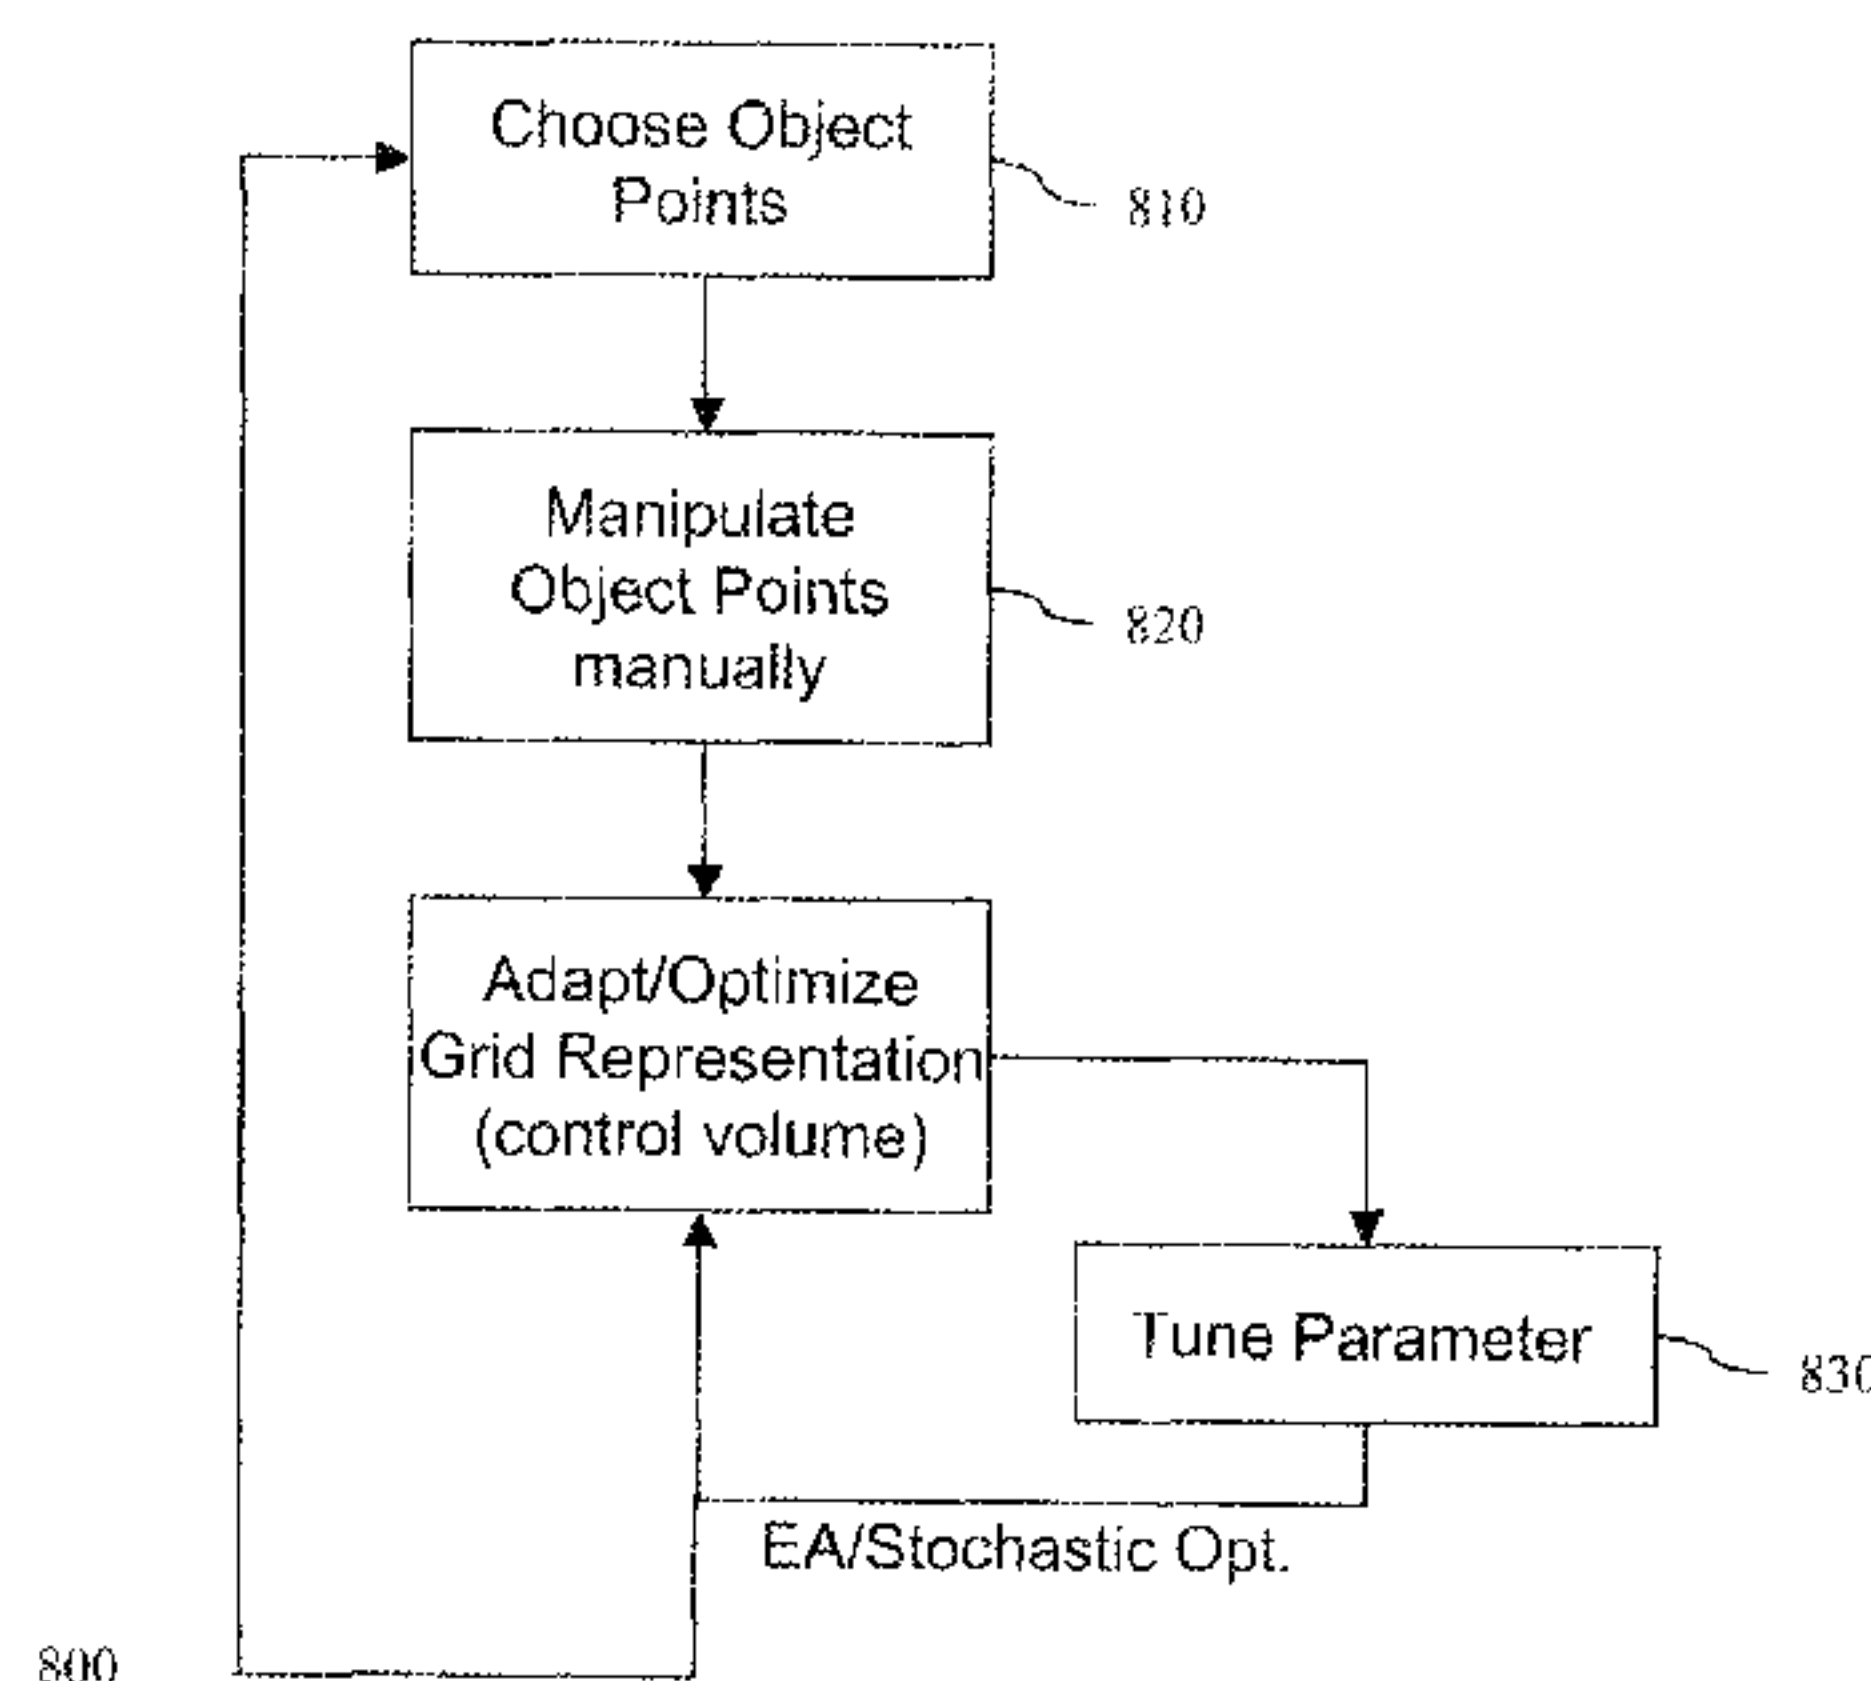 Choose Object
Points
810
Manipulate
Object Points
manually
820
Adapt/Optimize
Grid Representation
(control volume)
Tune Parameter
830
EA/Stochastic Opt.
800